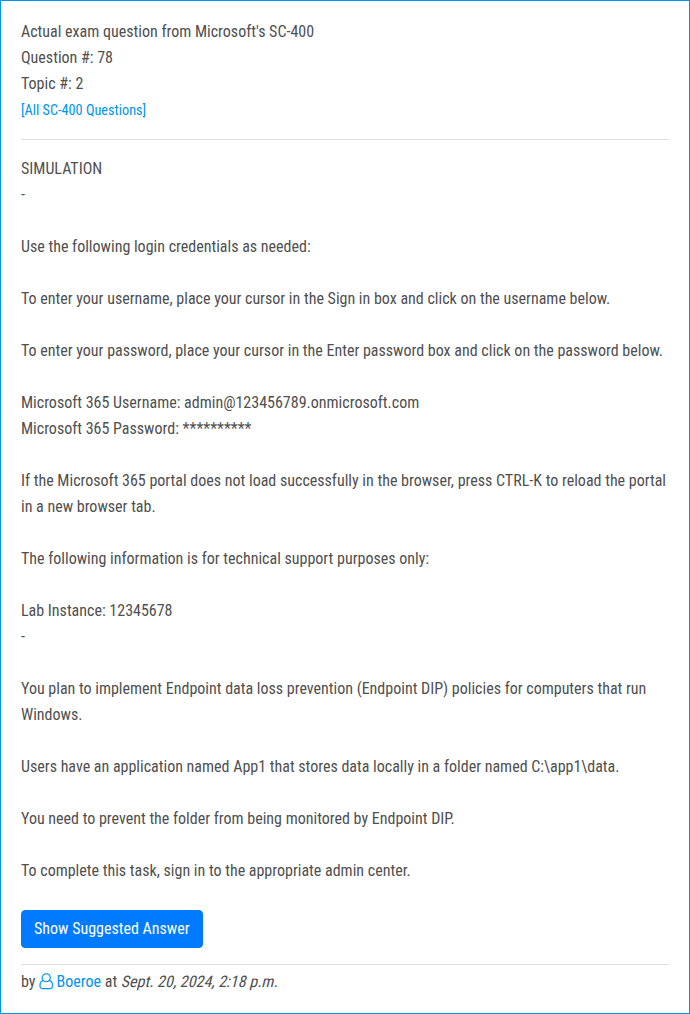 Actual exam question from Microsoft's SC-400
Question #: 78
Topic #: 2
[All SC-400 Questions]
SIMULATION
-
Use the following login credentials as needed:
To enter your username, place your cursor in the Sign in box and click on the username below.
To enter your password, place your cursor in the Enter password box and click on the password below.
Microsoft 365 Username: admin@123456789.onmicrosoft.com
Microsoft 365 Password: **********
If the Microsoft 365 portal does not load successfully in the browser, press CTRL-K to reload the portal
in a new browser tab.
The following information is for technical support purposes only:
Lab Instance: 12345678
-
You plan to implement Endpoint data loss prevention (Endpoint DIP) policies for computers that run
Windows.
Users have an application named App1 that stores data locally in a folder named C:\app1\data.
You need to prevent the folder from being monitored by Endpoint DIP.
To complete this task, sign in to the appropriate admin center.
Show Suggested Answer
by Boeroe at Sept. 20, 2024, 2:18 p.m.